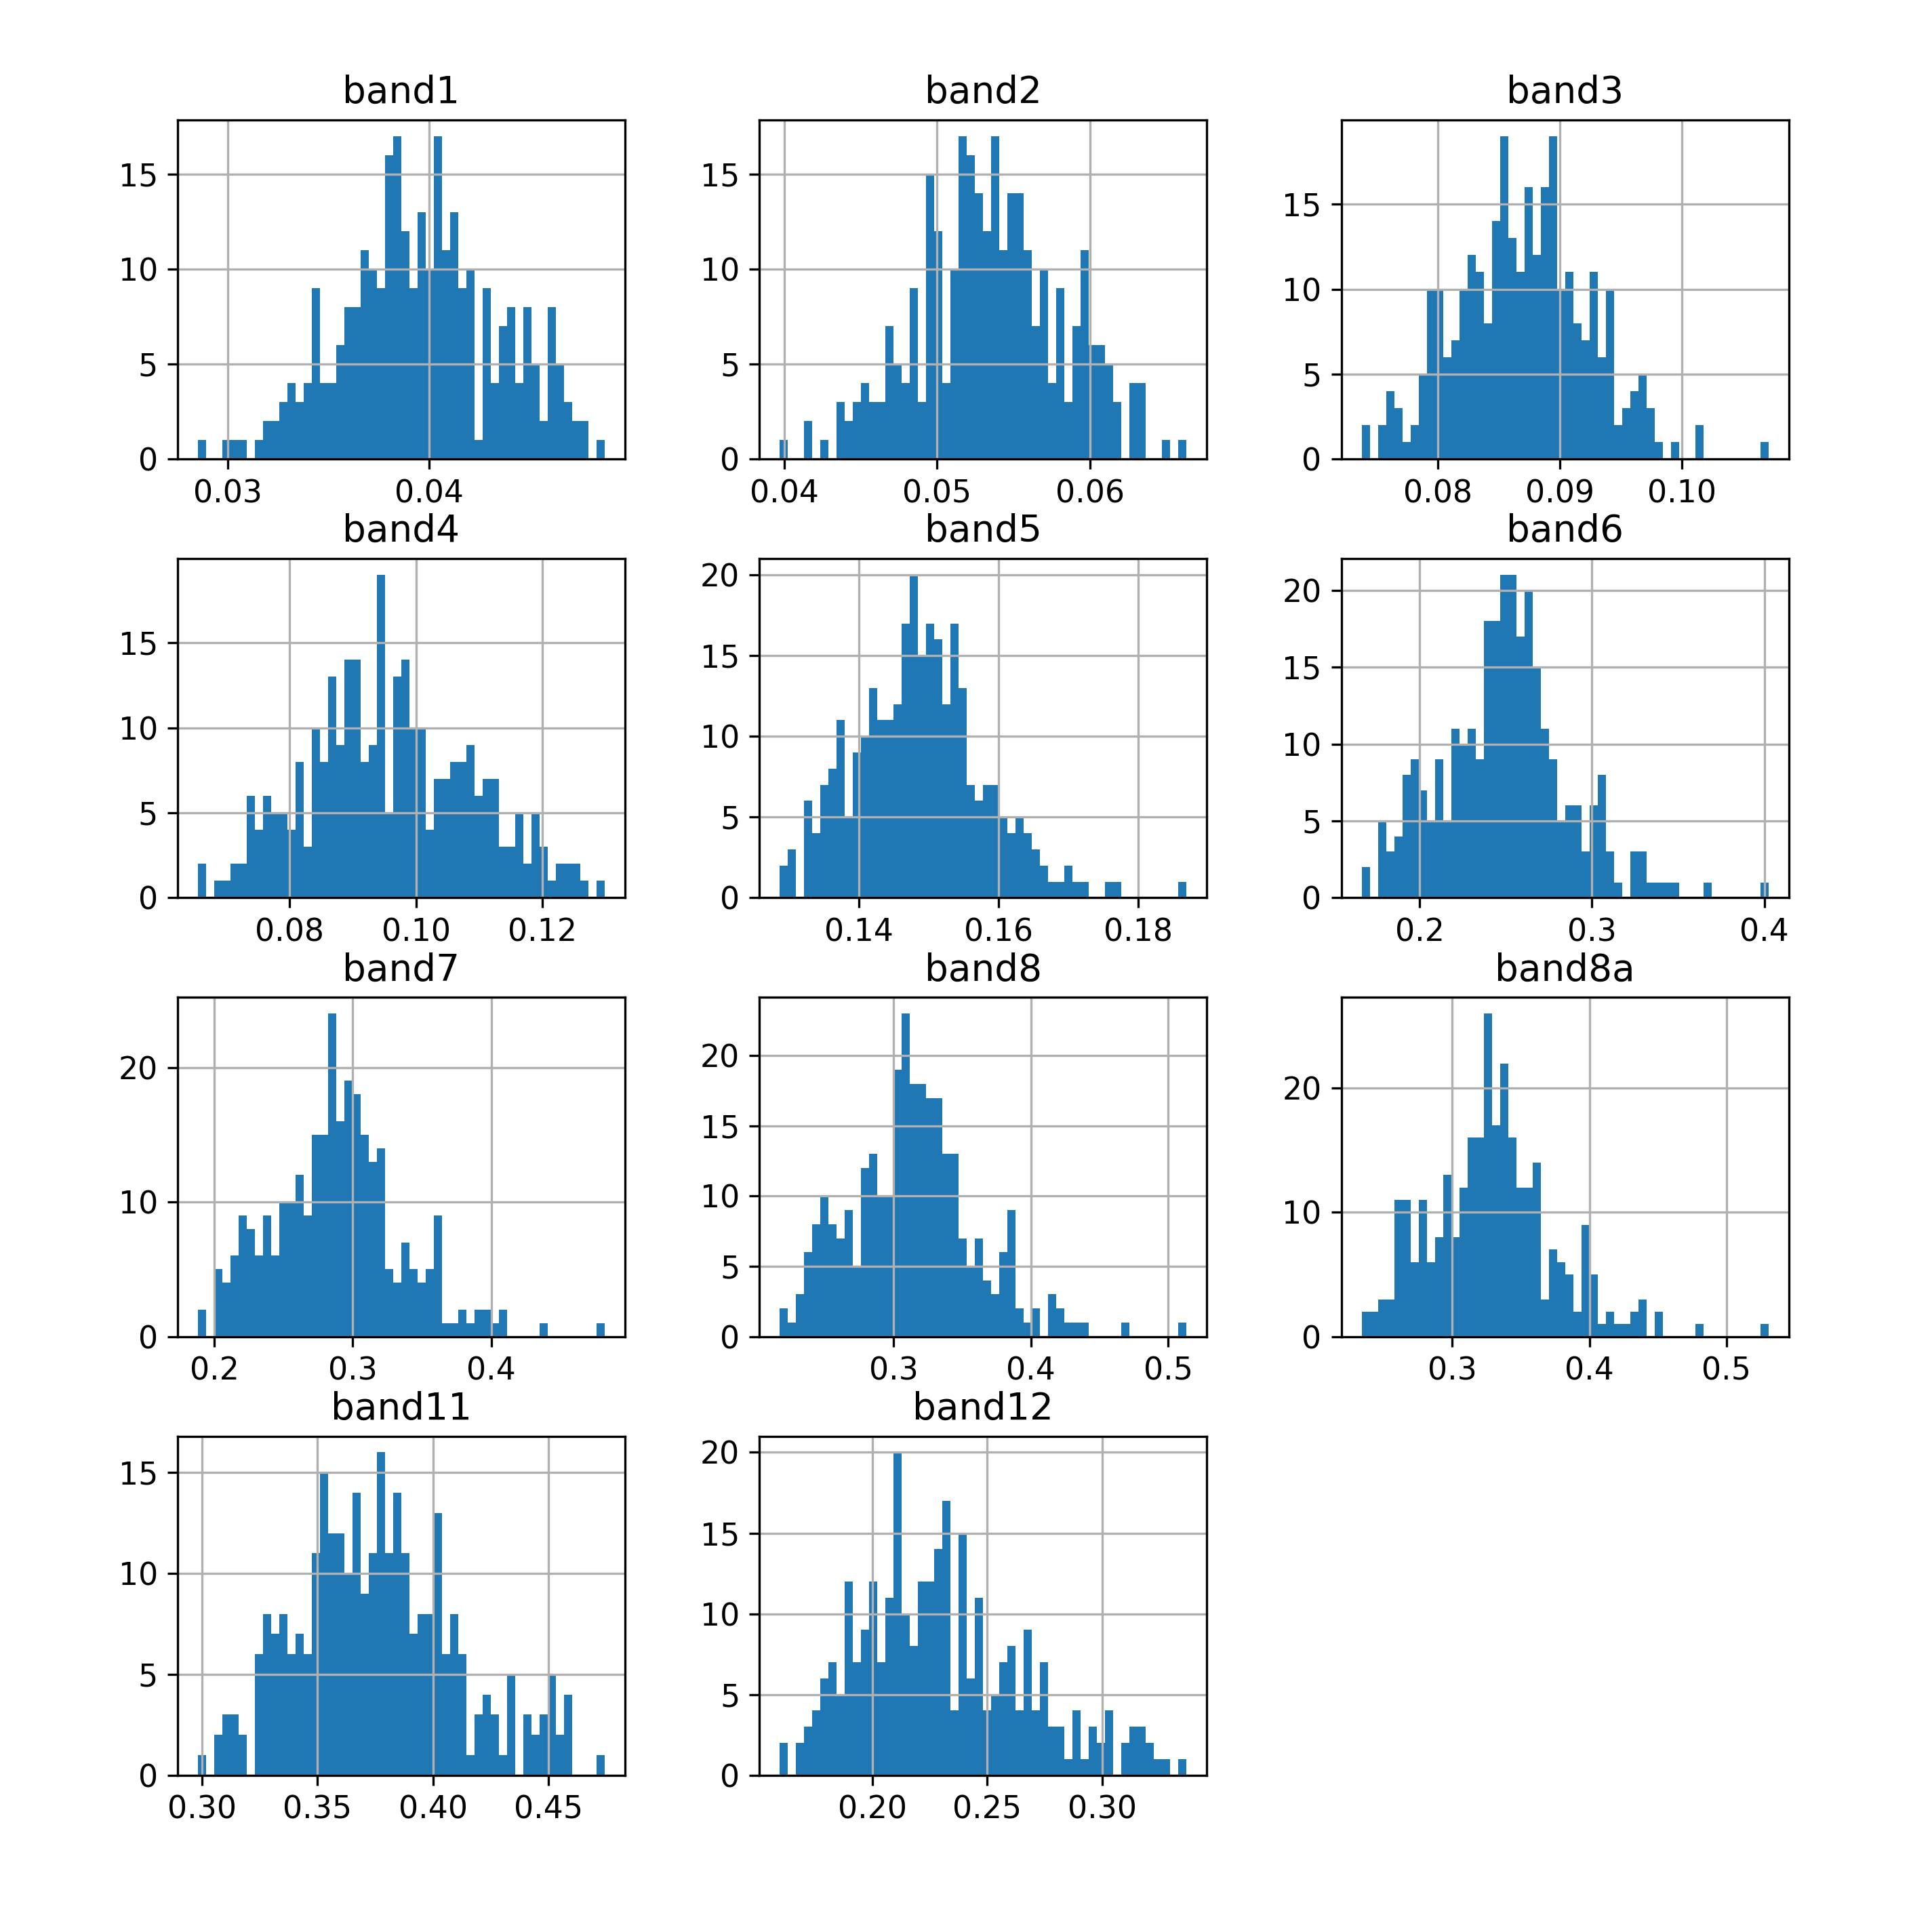 band1 band2 band3
15 15 15
10 10 10
5 5 5
0 0 0
0.03 0.04 0.04 0.05 0.06 0.08 0.09 0.10
band4 band5 band6
15 20 20
10 15 15
5 10 10
0 5 5
0 0
0.08 0.10 0.12 0.14 0.16 0.18 0.2 0.3 0.4
band7 band8 band8a
20 20 20
10 15 10
0 10 0
5
0
0.2 0.3 0.4 0.3 0.4 0.5 0.3 0.4 0.5
band11 band12
15 20
10 15
5 10
0 5
0
0.30 0.35 0.40 0.45 0.20 0.25 0.30